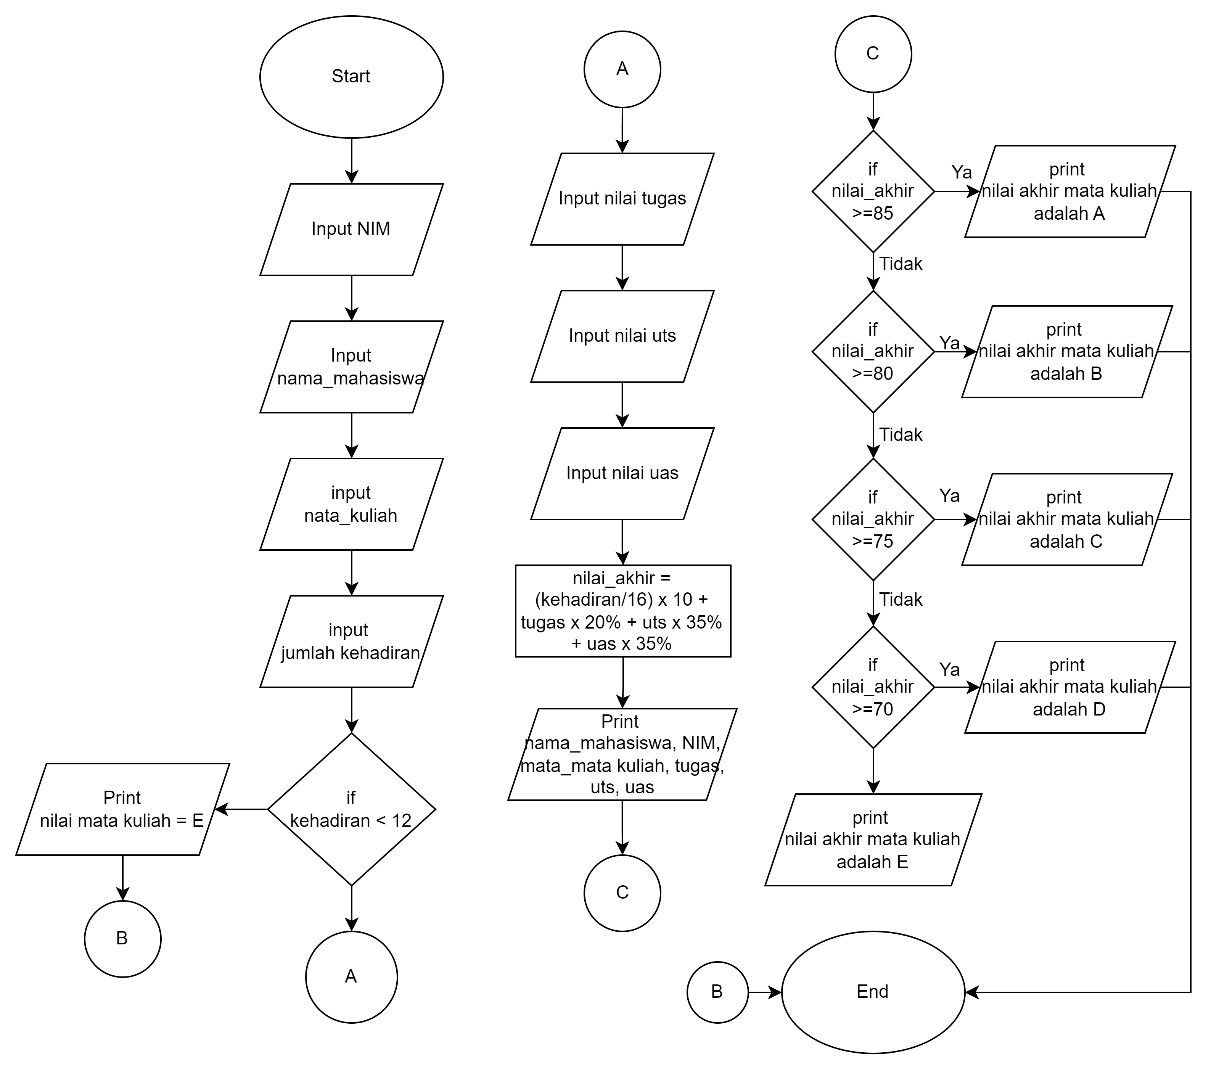 Start
Input NIM
Input
nama_mahasiswa
input
nata_kuliah
input
jumlah kehadiran
if
kehadiran < 12
Print
nilai mata kuliah = E
B
A
A
Input nilai tugas
Input nilai uts
Input nilai uas
nilai_akhir =
(kehadiran/16) x 10 +
tugas x 20% + uts x 35%
+ uas x 35%
Print
nama_mahasiswa, NIM,
mata_mata kuliah, tugas,
uts, uas
C
C
if
nilai_akhir
>=85
Ya
print
nilai akhir mata kuliah
adalah A
Tidak
if
nilai_akhir
>=80
Ya
print
nilai akhir mata kuliah
adalah B
Tidak
if
nilai_akhir
>=75
Ya
print
nilai akhir mata kuliah
adalah C
Tidak
if
nilai_akhir
>=70
Ya
print
nilai akhir mata kuliah
adalah D
print
nilai akhir mata kuliah
adalah E
B
End